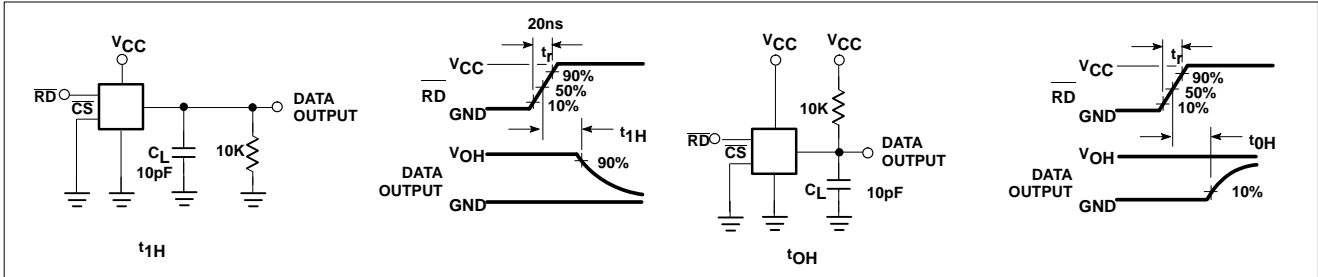 VCC
RD
CS
DATA
OUTPUT
CL
10pF
10K
t1H
20ns
tr
VCC
90%
50%
10%
RD
GND
t1H
VOH
90%
DATA
OUTPUT
GND
VCC
VCC
10K
RD
CS
DATA
OUTPUT
CL
10pF
tOH
tr
VCC
90%
50%
10%
RD
GND
t0H
VOH
DATA
OUTPUT
10%
GND